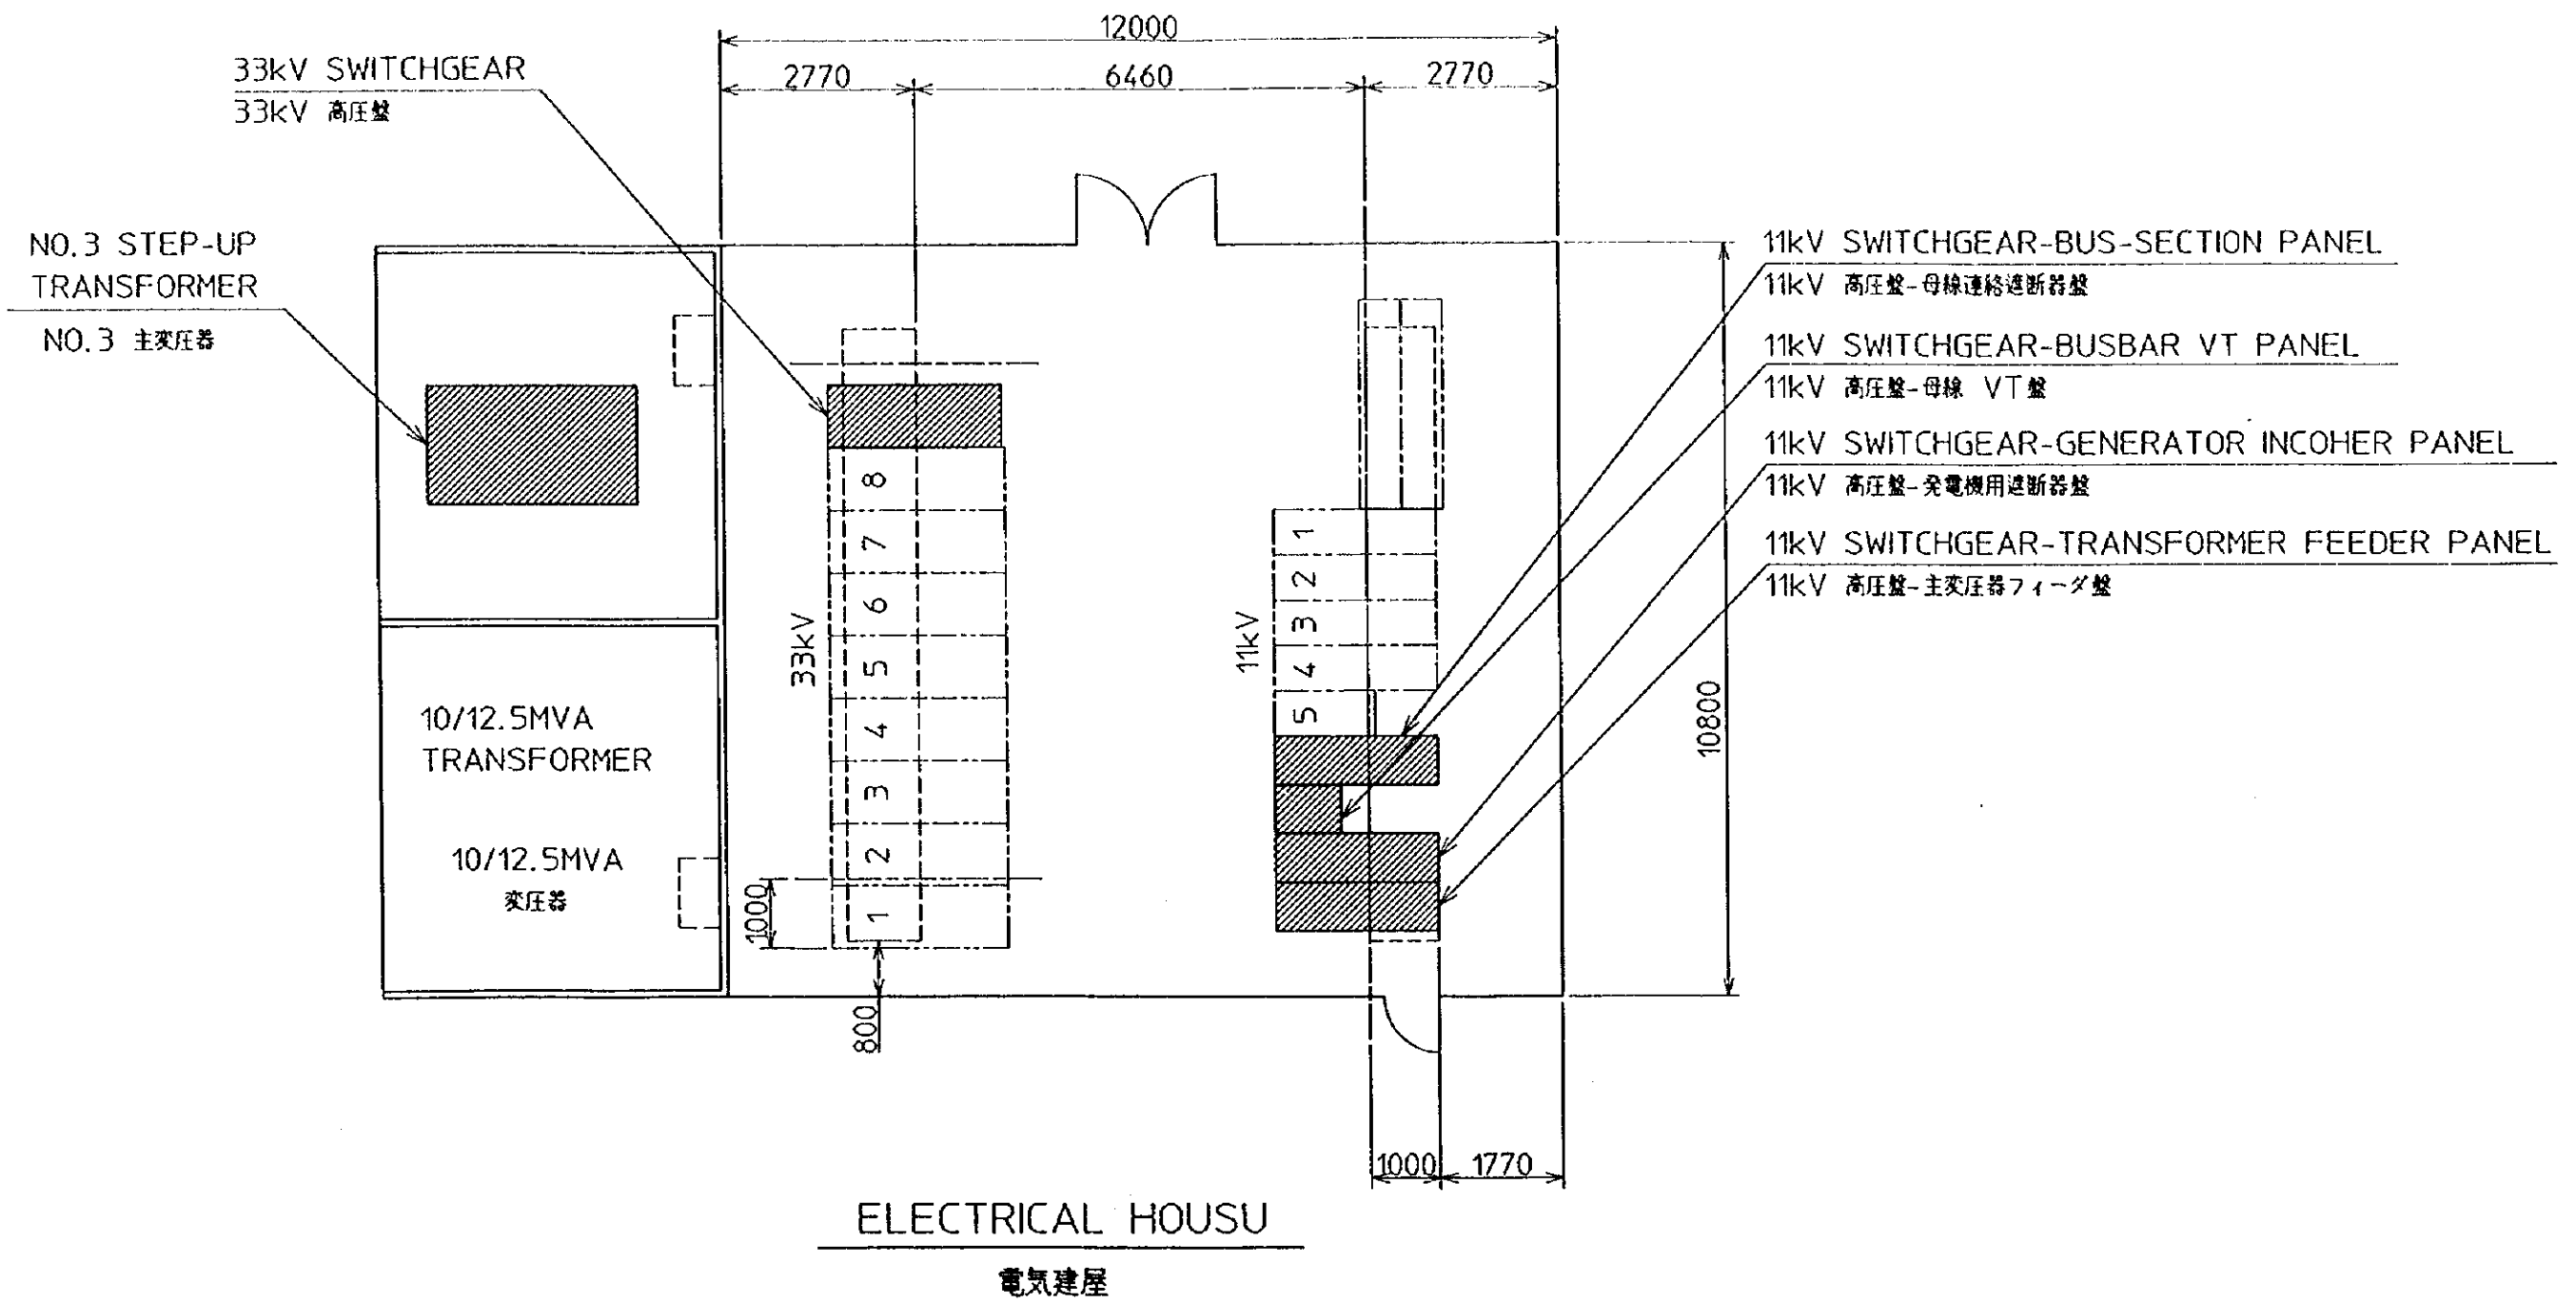 12000
2770
6460
2770
33kV SWITCHGEAR
33kV 高圧盤
NO.3 STEP-UP
TRANSFORMER
NO.3 主変圧器
11kV SWITCHGEAR-BUS-SECTION PANEL
11kV 高圧盤-母線連絡遮断器盤
11kV SWITCHGEAR-BUSBAR VT PANEL
11kV 高圧盤-母線 VT盤
11kV SWITCHGEAR-GENERATOR INCOHER PANEL
11kV 高圧盤-発電機用遮断器盤
11kV SWITCHGEAR-TRANSFORMER FEEDER PANEL
11kV 高圧盤-主変圧器フィーダ盤
33kV
8
7
6
5
4
3
2
1
11kV
1
2
3
4
5
10/12.5MVA
TRANSFORMER
10/12.5MVA
変圧器
1000
800
10800
1000
1770
ELECTRICAL HOUSU
電気建屋